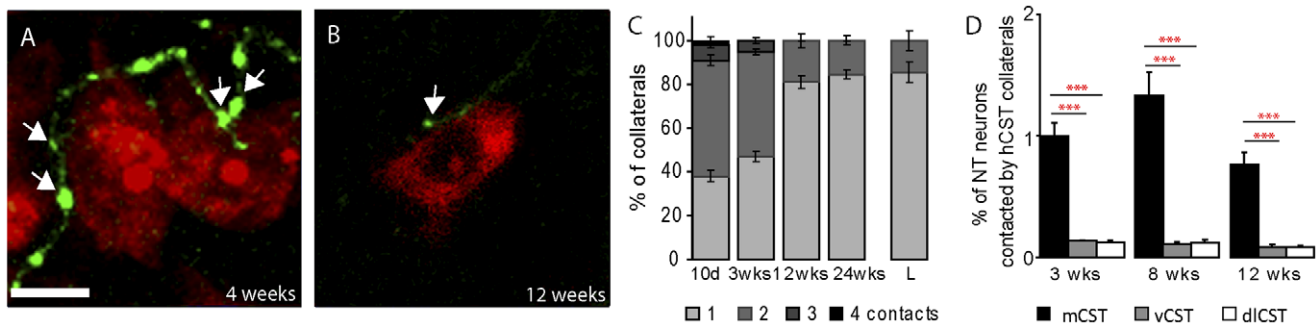 A
4 weeks
B
12 weeks
C
% of collaterals
100
80
60
40
20
0
10d 3wks 12wks 24wks L
1 2 3 4 contacts
D
% of NT neurons
contacted by hCST collaterals
2
1
0
***
***
***
***
***
***
3 wks 8 wks 12 wks
mCST vCST dlCST